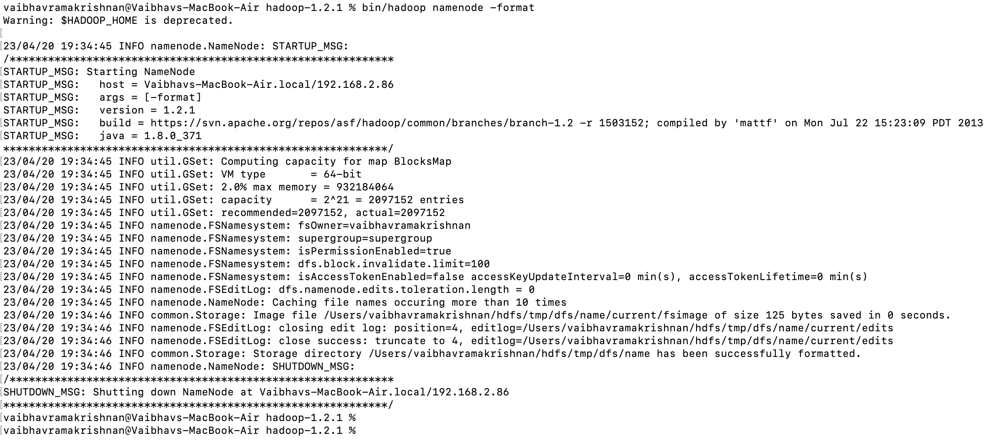 vaibhavramakrishnan@Vaibhavs-MacBook-Air hadoop-1.2.1 % bin/hadoop namenode -format
Warning: $HADOOP_HOME is deprecated.
[
[23/04/20 19:34:45 INFO namenode.NameNode: STARTUP_MSG:
/************************************************************
[STARTUP_MSG: Starting NameNode
[STARTUP_MSG:   host = Vaibhavs-MacBook-Air.local/192.168.2.86
[STARTUP_MSG:   args = [-format]
STARTUP_MSG:   version = 1.2.1
[STARTUP_MSG:   build = https://svn.apache.org/repos/asf/hadoop/common/branches/branch-1.2 -r 1503152; compiled by 'mattf' on Mon Jul 22 15:23:09 PDT 2013
[STARTUP_MSG:   java = 1.8.0_371
************************************************************/
[23/04/20 19:34:45 INFO util.GSet: Computing capacity for map BlocksMap
23/04/20 19:34:45 INFO util.GSet: VM type       = 64-bit
[23/04/20 19:34:45 INFO util.GSet: 2.0% max memory = 932184064
[23/04/20 19:34:45 INFO util.GSet: capacity      = 2^21 = 2097152 entries
[23/04/20 19:34:45 INFO util.GSet: recommended=2097152, actual=2097152
[23/04/20 19:34:45 INFO namenode.FSNamesystem: fsOwner=vaibhavramakrishnan
[23/04/20 19:34:45 INFO namenode.FSNamesystem: supergroup=supergroup
23/04/20 19:34:45 INFO namenode.FSNamesystem: isPermissionEnabled=true
[23/04/20 19:34:45 INFO namenode.FSNamesystem: dfs.block.invalidate.limit=100
[23/04/20 19:34:45 INFO namenode.FSNamesystem: isAccessTokenEnabled=false accessKeyUpdateInterval=0 min(s), accessTokenLifetime=0 min(s)
23/04/20 19:34:45 INFO namenode.FSEditLog: dfs.namenode.edits.toleration.length = 0
23/04/20 19:34:45 INFO namenode.NameNode: Caching file names occuring more than 10 times
23/04/20 19:34:46 INFO common.Storage: Image file /Users/vaibhavramakrishnan/hdfs/tmp/dfs/name/current/fsimage of size 125 bytes saved in 0 seconds.
[23/04/20 19:34:46 INFO namenode.FSEditLog: closing edit log: position=4, editlog=/Users/vaibhavramakrishnan/hdfs/tmp/dfs/name/current/edits
[23/04/20 19:34:46 INFO namenode.FSEditLog: close success: truncate to 4, editlog=/Users/vaibhavramakrishnan/hdfs/tmp/dfs/name/current/edits
[23/04/20 19:34:46 INFO common.Storage: Storage directory /Users/vaibhavramakrishnan/hdfs/tmp/dfs/name has been successfully formatted.
[23/04/20 19:34:46 INFO namenode.NameNode: SHUTDOWN_MSG:
[/************************************************************
[SHUTDOWN_MSG: Shutting down NameNode at Vaibhavs-MacBook-Air.local/192.168.2.86
[************************************************************/
[vaibhavramakrishnan@Vaibhavs-MacBook-Air hadoop-1.2.1 %
[vaibhavramakrishnan@Vaibhavs-MacBook-Air hadoop-1.2.1 %